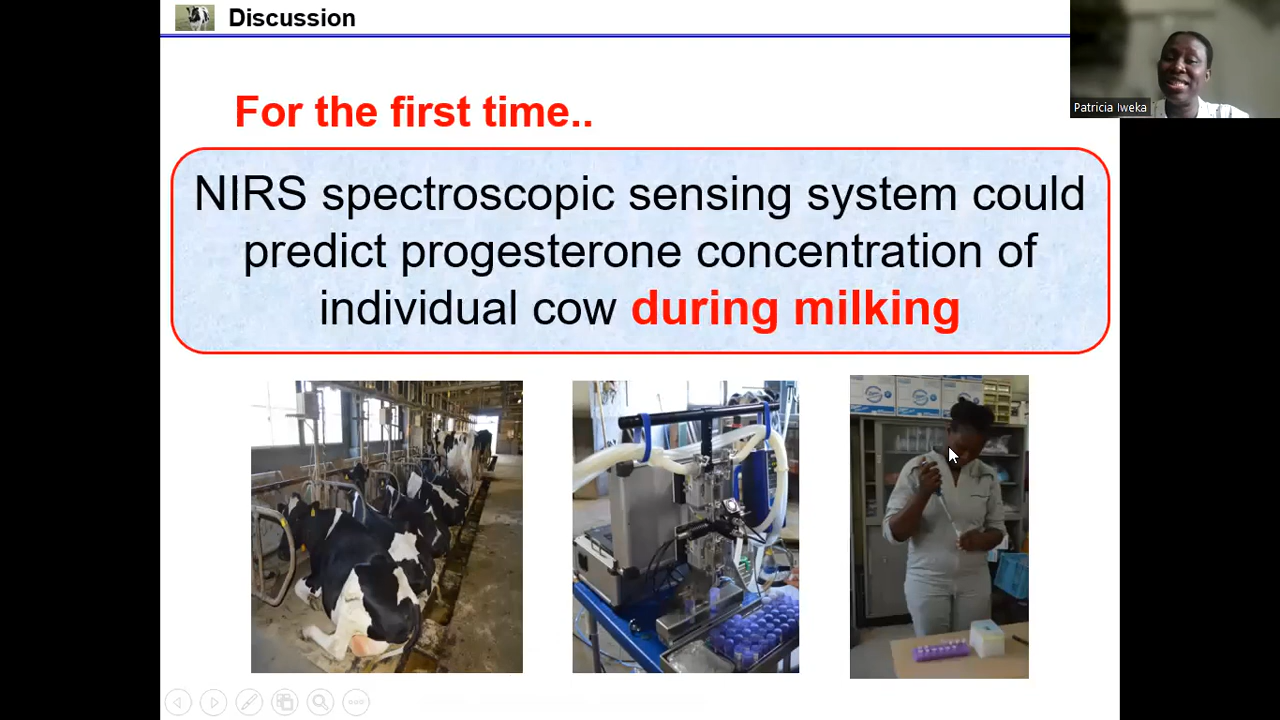 Discussion
For the first time..
NIRS spectroscopic sensing system could
predict progesterone concentration of
individual cow during milking
Patricia Iweka